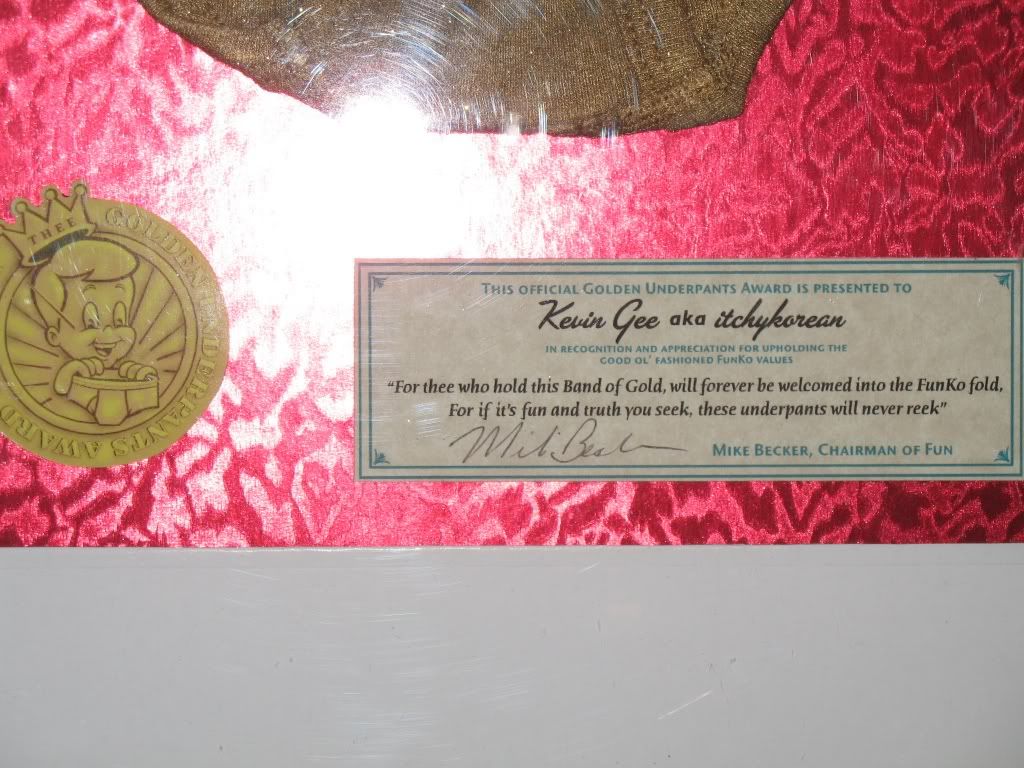 THEE
GOLDEN UNDERPANTS AWARD
THIS OFFICIAL GOLDEN UNDERPANTS AWARD IS PRESENTED TO
Kevin Gee aka itchykorean
IN RECOGNITION AND APPRECIATION FOR UPHOLDING THE
GOOD OL' FASHIONED FUNKO VALUES
“For thee who hold this Band of Gold, will forever be welcomed into the FunKo fold,
For if it's fun and truth you seek, these underpants will never reek”
Mike Becker
MIKE BECKER, CHAIRMAN OF FUN